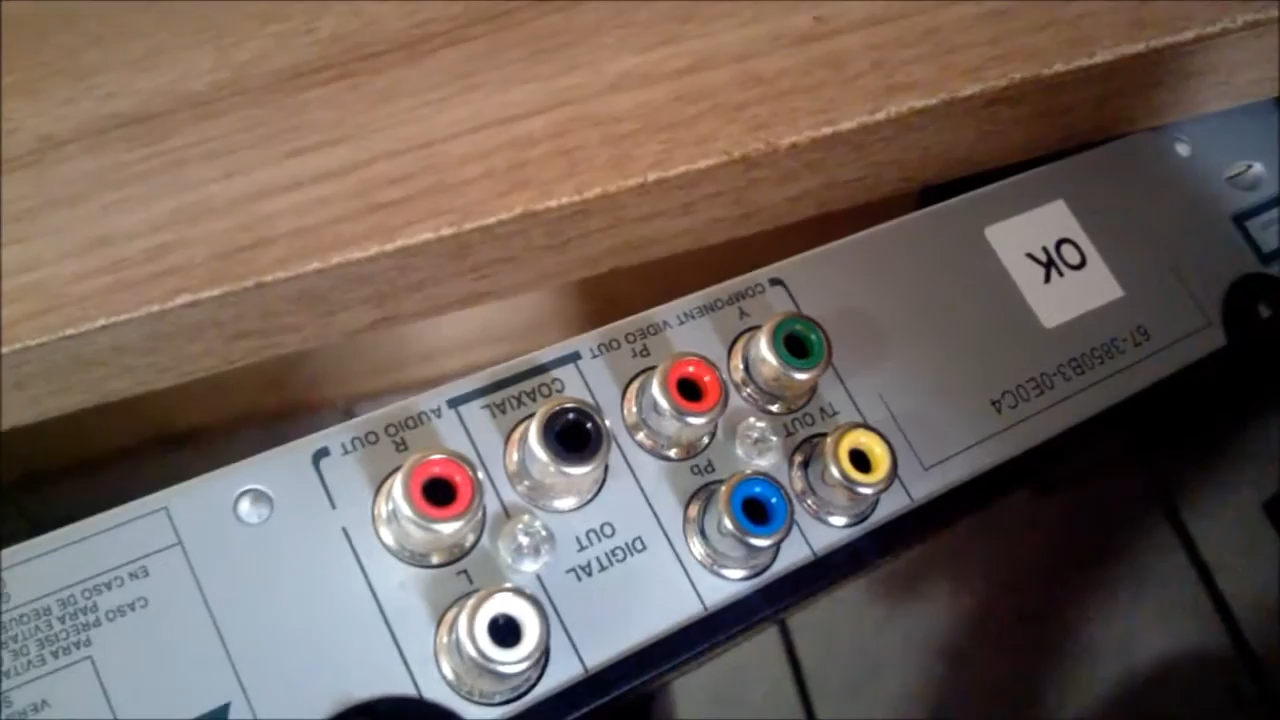 OK
67-3850B3-0E0C4
COMPONENT VIDEO OUT
Y
Pr
Pb
TV OUT
COAXIAL
DIGITAL
OUT
AUDIO OUT
R
L
PARA EVITA
CASO PRECISE DE
PARA EVITA
EN CASO DE REQUE